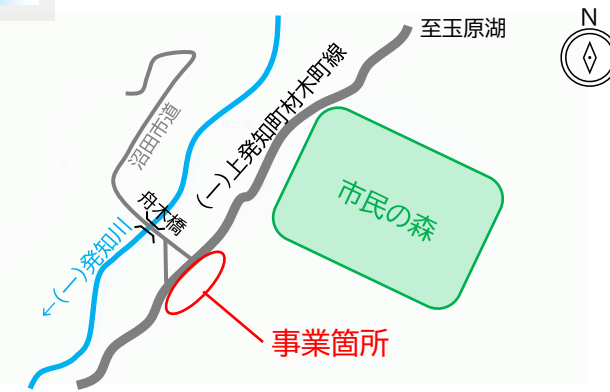 N
至玉原湖
(一)上発知町材木町線
沼田市道
舟木橋
市民の森
←(一)発知川
事業箇所